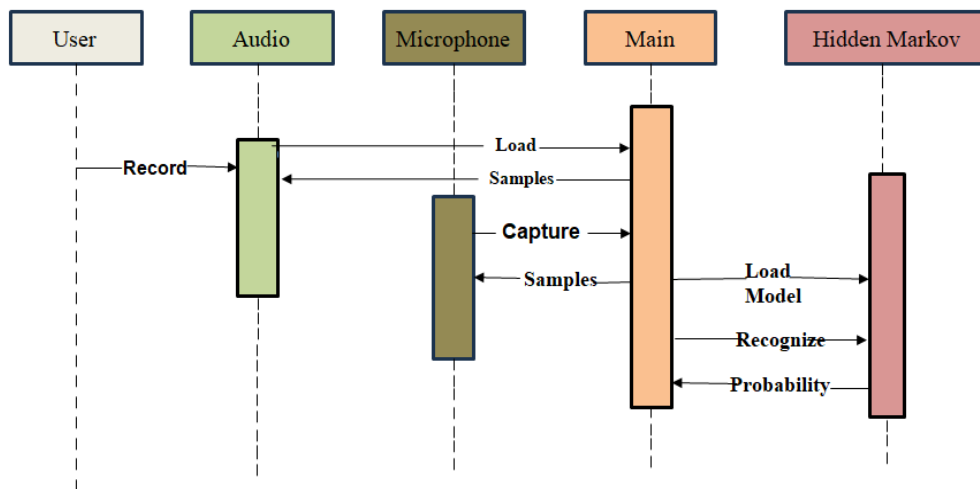 User
Audio
Microphone
Main
Hidden Markov
Load
Record
Samples
Capture
Samples
Load
Model
Recognize
Probability